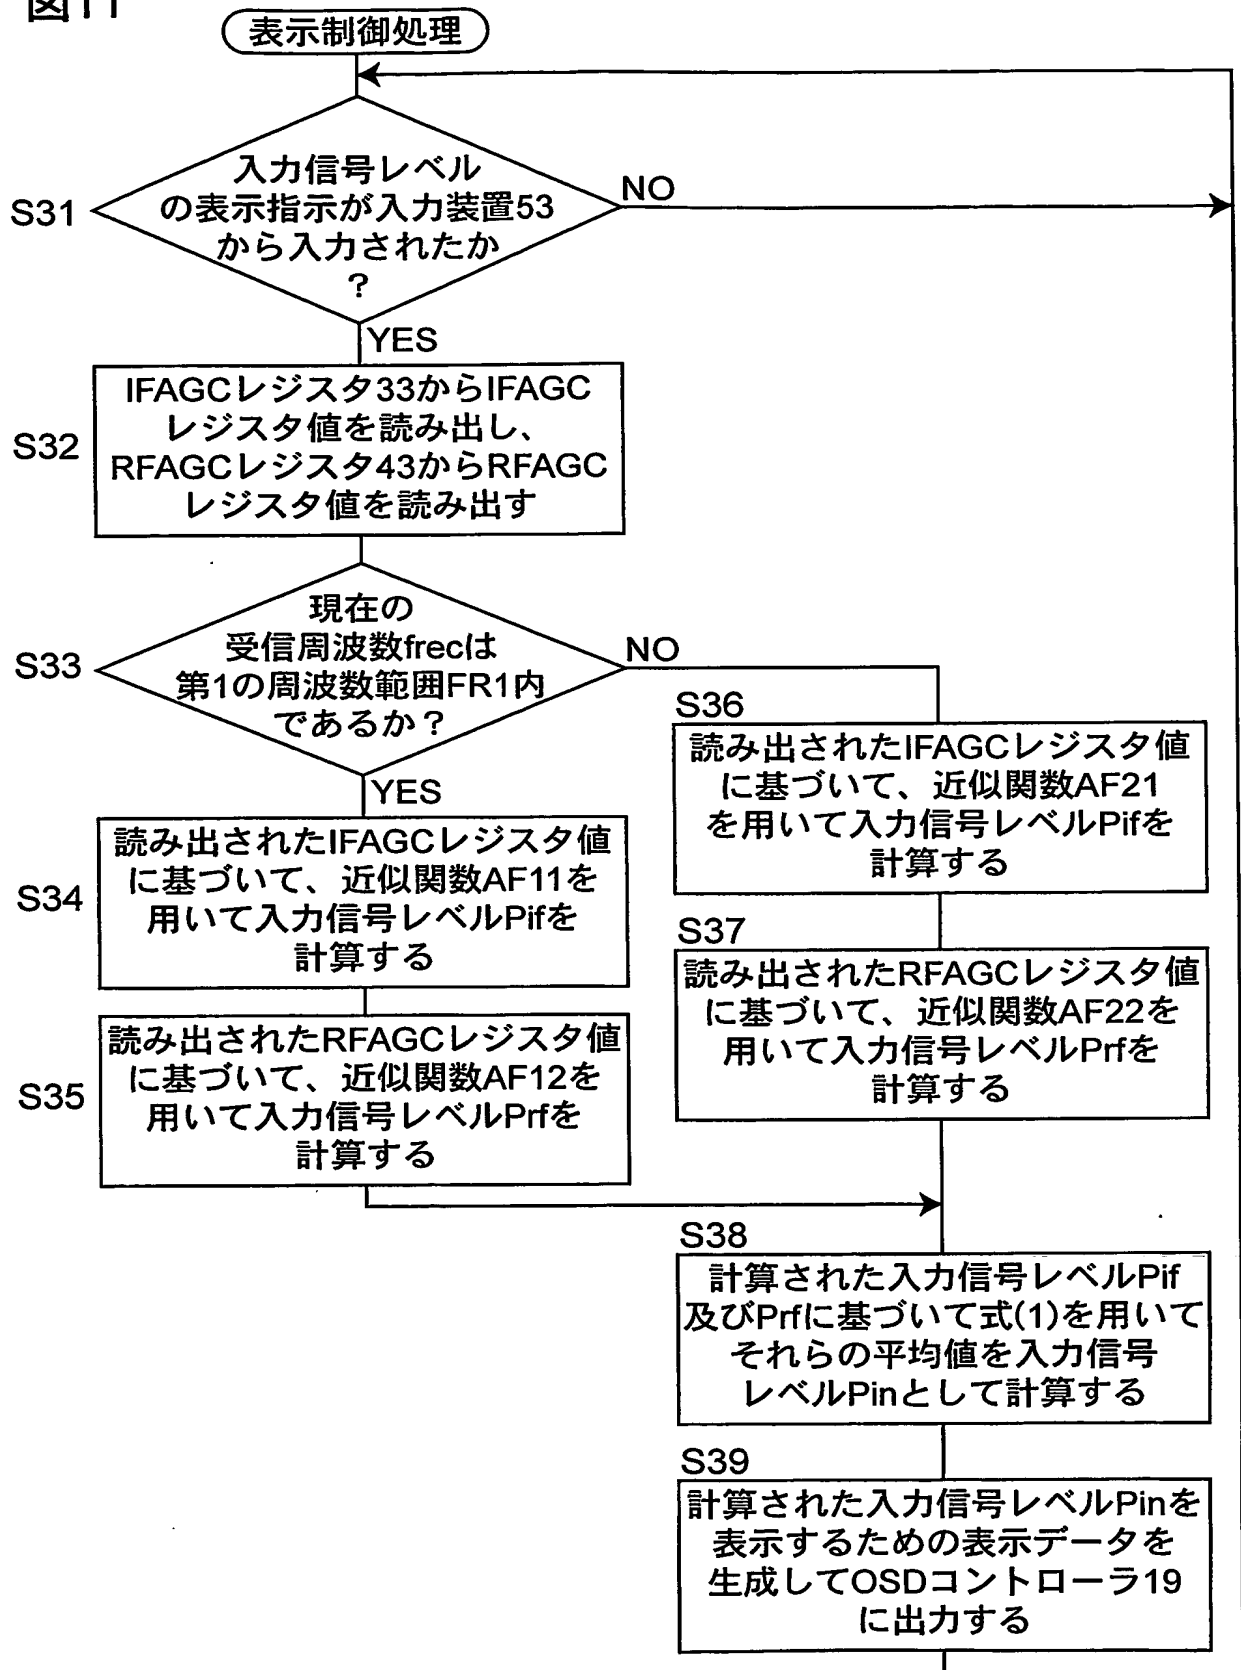 図11
表示制御処理
S31
入力信号レベル
の表示指示が入力装置53
から入力されたか
？
NO
YES
S32
IFAGCレジスタ33からIFAGC
レジスタ値を読み出し、
RFAGCレジスタ43からRFAGC
レジスタ値を読み出す
S33
現在の
受信周波数frecは
第1の周波数範囲FR1内
であるか？
NO
YES
S34
読み出されたIFAGCレジスタ値
に基づいて、近似関数AF11を
用いて入力信号レベルPifを
計算する
S35
読み出されたRFAGCレジスタ値
に基づいて、近似関数AF12を
用いて入力信号レベルPrfを
計算する
S36
読み出されたIFAGCレジスタ値
に基づいて、近似関数AF21
を用いて入力信号レベルPifを
計算する
S37
読み出されたRFAGCレジスタ値
に基づいて、近似関数AF22を
用いて入力信号レベルPrfを
計算する
S38
計算された入力信号レベルPif
及びPrfに基づいて式(1)を用いて
それらの平均値を入力信号
レベルPinとして計算する
S39
計算された入力信号レベルPinを
表示するための表示データを
生成してOSDコントローラ19
に出力する